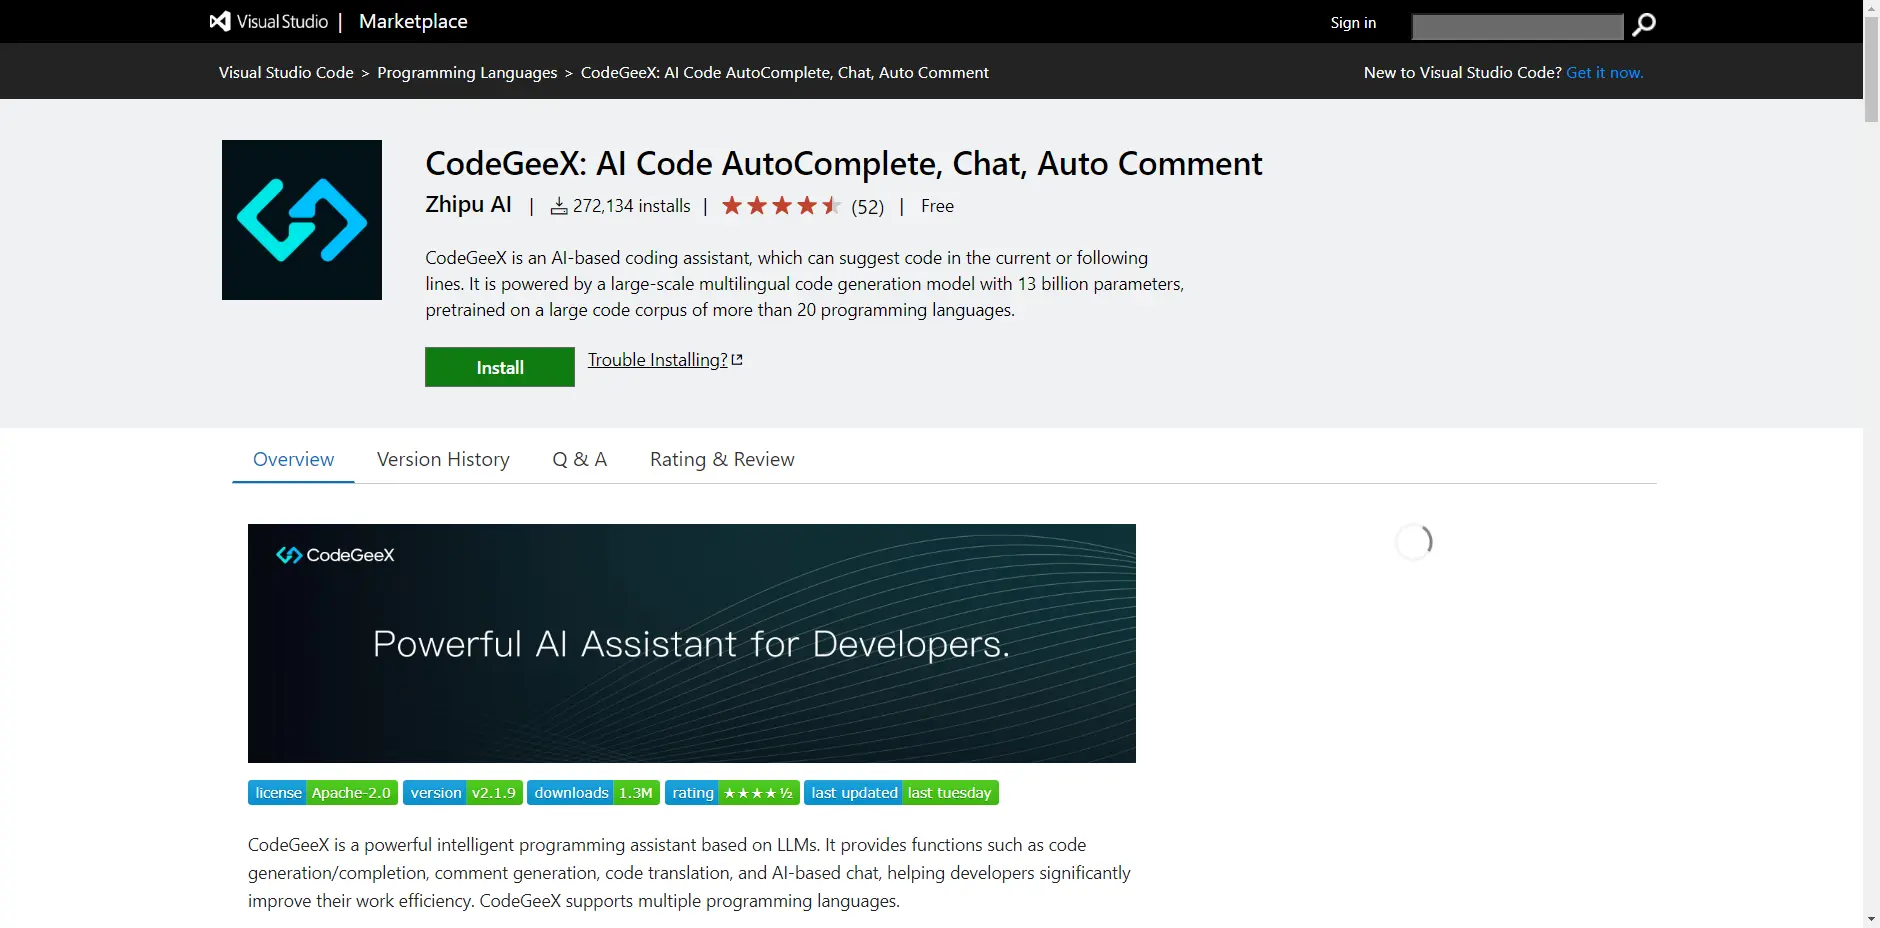 Visual Studio | Marketplace
Sign in
Visual Studio Code > Programming Languages > CodeGeeX: AI Code AutoComplete, Chat, Auto Comment
New to Visual Studio Code? Get it now.
CodeGeeX: AI Code AutoComplete, Chat, Auto Comment
Zhipu AI | 272,134 installs | ★★★★ (52) | Free
CodeGeeX is an AI-based coding assistant, which can suggest code in the current or following
lines. It is powered by a large-scale multilingual code generation model with 13 billion parameters,
pretrained on a large code corpus of more than 20 programming languages.
Install
Trouble Installing?
Overview
Version History
Q & A
Rating & Review
CodeGeeX
Powerful AI Assistant for Developers.
license Apache-2.0 version v2.1.9 downloads 1.3M rating ★★★★½ last updated last tuesday
CodeGeeX is a powerful intelligent programming assistant based on LLMs. It provides functions such as code
generation/completion, comment generation, code translation, and AI-based chat, helping developers significantly
improve their work efficiency. CodeGeeX supports multiple programming languages.